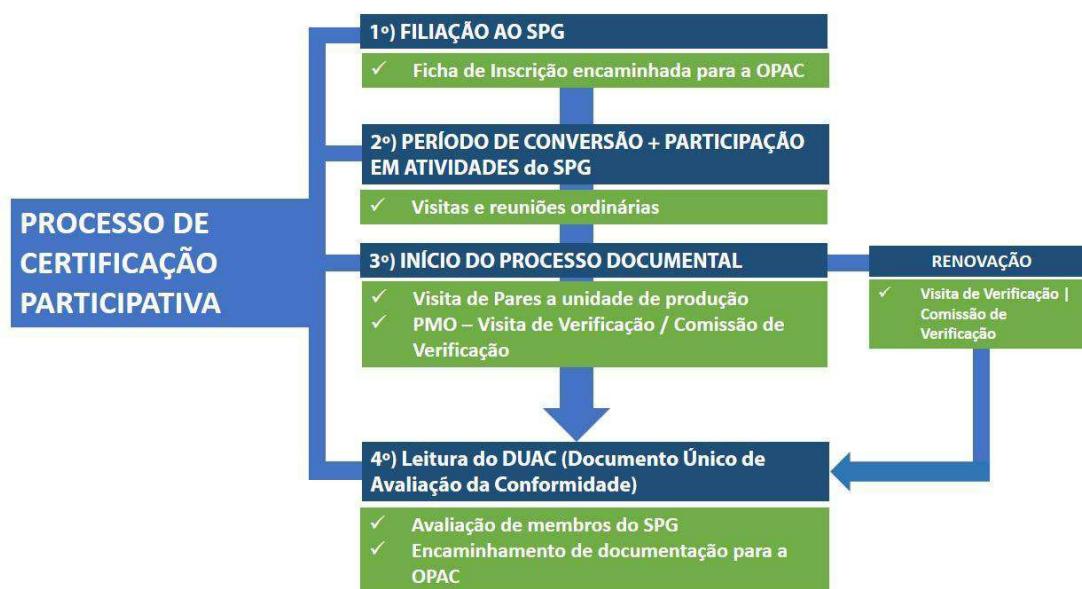 PROCESSO DE
CERTIFICAÇÃO
PARTICIPATIVA
1º) FILIAÇÃO AO SPG
✓ Ficha de Inscrição encaminhada para a OPAC
2º) PERÍODO DE CONVERSÃO + PARTICIPAÇÃO
EM ATIVIDADES do SPG
✓ Visitas e reuniões ordinárias
3º) INÍCIO DO PROCESSO DOCUMENTAL
✓ Visita de Pares a unidade de produção
✓ PMO – Visita de Verificação / Comissão de
Verificação
RENOVAÇÃO
✓ Visita de Verificação |
Comissão de
Verificação
4º) Leitura do DUAC (Documento Único de
Avaliação da Conformidade)
✓ Avaliação de membros do SPG
✓ Encaminhamento de documentação para a
OPAC